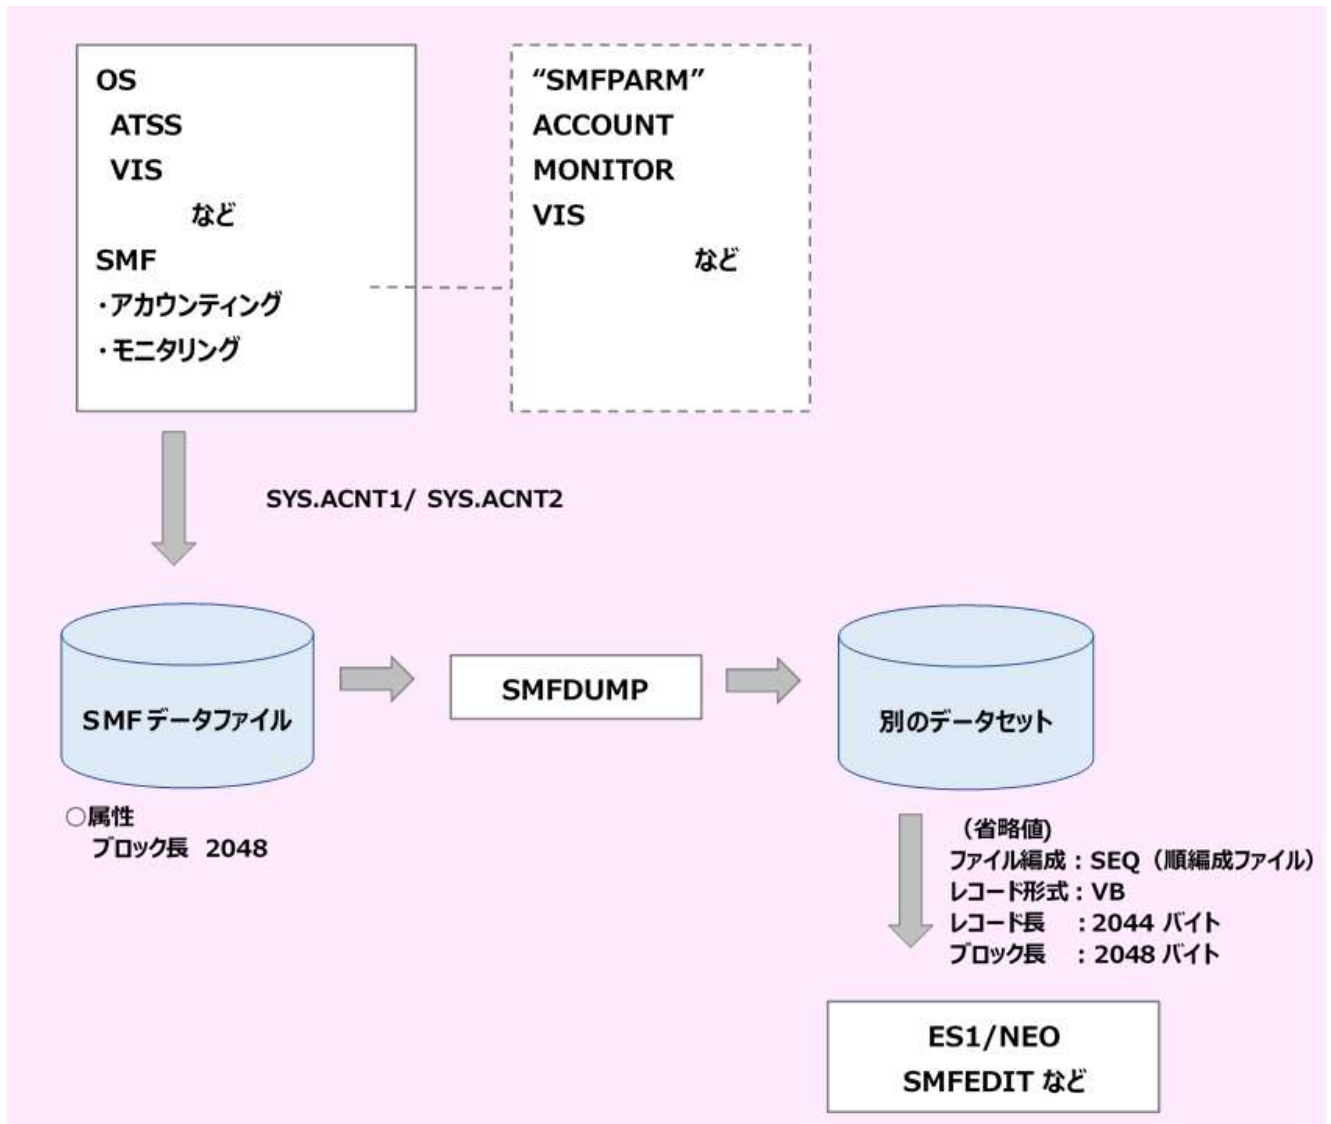 OS
ATSS
VIS
など
SMF
・アカウンティング
・モニタリング
“SMFPARM”
ACCOUNT
MONITOR
VIS
など
SYS.ACNT1/ SYS.ACNT2
SMFデータファイル
SMFDUMP
別のデータセット
○属性
ブロック長 2048
（省略値)
ファイル編成：SEQ（順編成ファイル）
レコード形式：VB
レコード長 ：2044 バイト
ブロック長 ：2048 バイト
ES1/NEO
SMFEDIT など